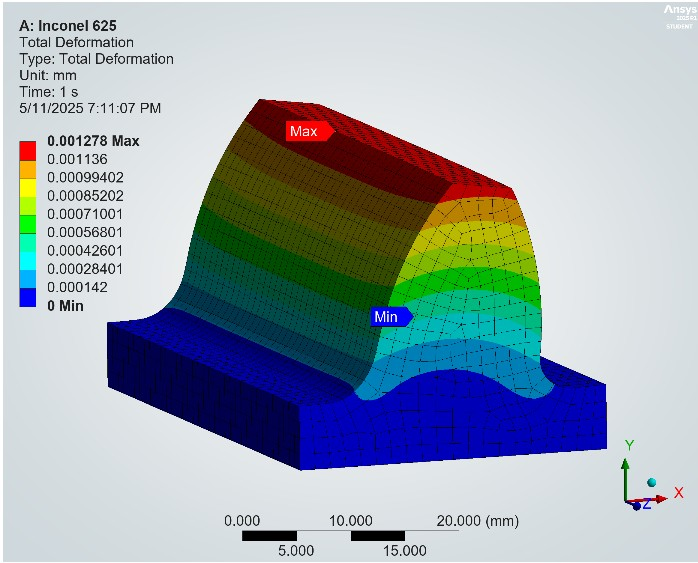 A: Inconel 625
Total Deformation
Type: Total Deformation
Unit: mm
Time: 1 s
5/11/2025 7:11:07 PM
0.001278 Max
0.001136
0.00099402
0.00085202
0.00071001
0.00056801
0.00042601
0.00028401
0.000142
0 Min
Ansys
STUDENT
Max
Min
Y
X
Z
0.000 10.000 20.000 (mm)
5.000 15.000